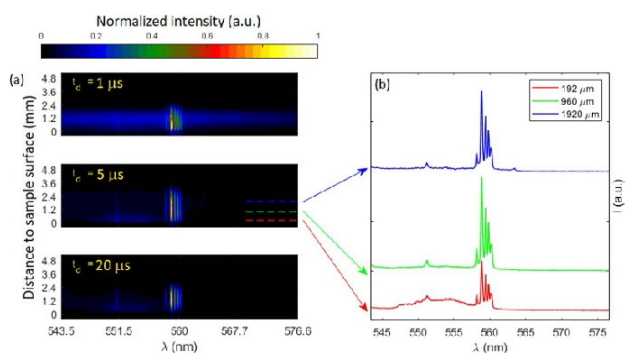 Normalized intensity (a.u.)
0 0.2 0.4 0.6 0.8 1
(a)
t_d = 1 μs
4.8
3.6
2.4
1.2
0
t_d = 5 μs
4.8
3.6
2.4
1.2
0
t_d = 20 μs
4.8
3.6
2.4
1.2
0
Distance to sample surface (mm)
543.5 551.5 560 567.7 576.6
λ (nm)
(b)
192 μm
960 μm
1920 μm
I (a.u.)
545 550 555 560 565 570 575
λ (nm)